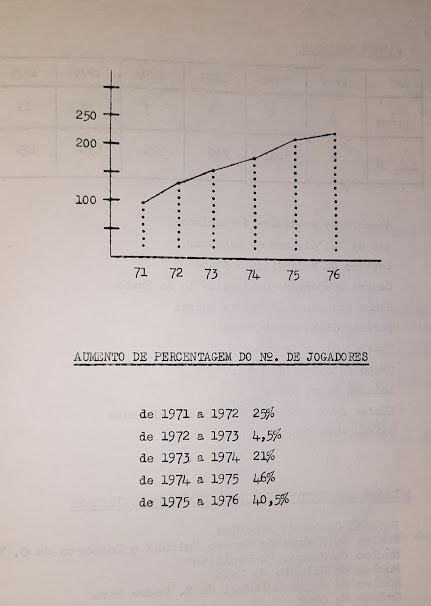 250
200
100
71 72 73 74 75 76
AUMENTO DE PERCENTAGEM DO Nº. DE JOGADORES
de 1971 a 1972 25%
de 1972 a 1973 4,5%
de 1973 a 1974 21%
de 1974 a 1975 46%
de 1975 a 1976 40,5%